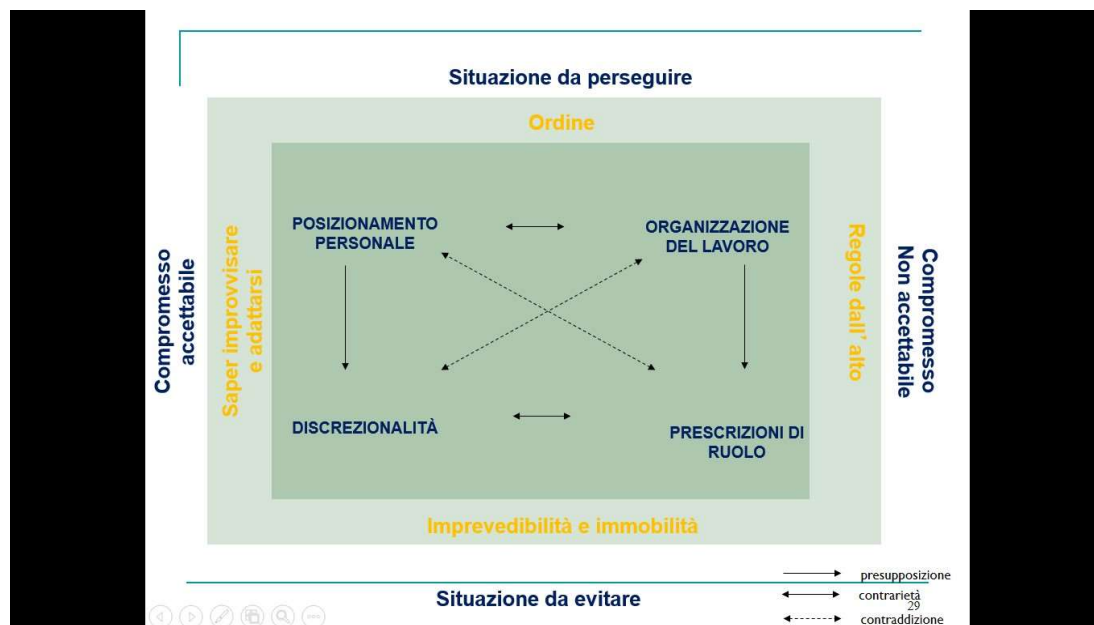 Situazione da perseguire
Ordine
POSIZIONAMENTO
PERSONALE
ORGANIZZAZIONE
DEL LAVORO
Compromesso
accettabile
Saper improvvisare
e adattarsi
Regole dall' alto
Compromesso
Non accettabile
DISCREZIONALITÀ
PRESCRIZIONI DI
RUOLO
Imprevedibilità e immobilità
Situazione da evitare
presupposizione
contrarietà
29
contraddizione